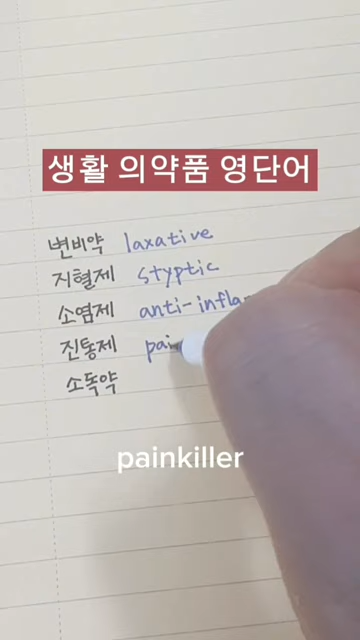 생활 의약품 영단어
변비약 laxative
지혈제 styptic
소염제 anti-infla
진통제 pai
소독약
painkiller